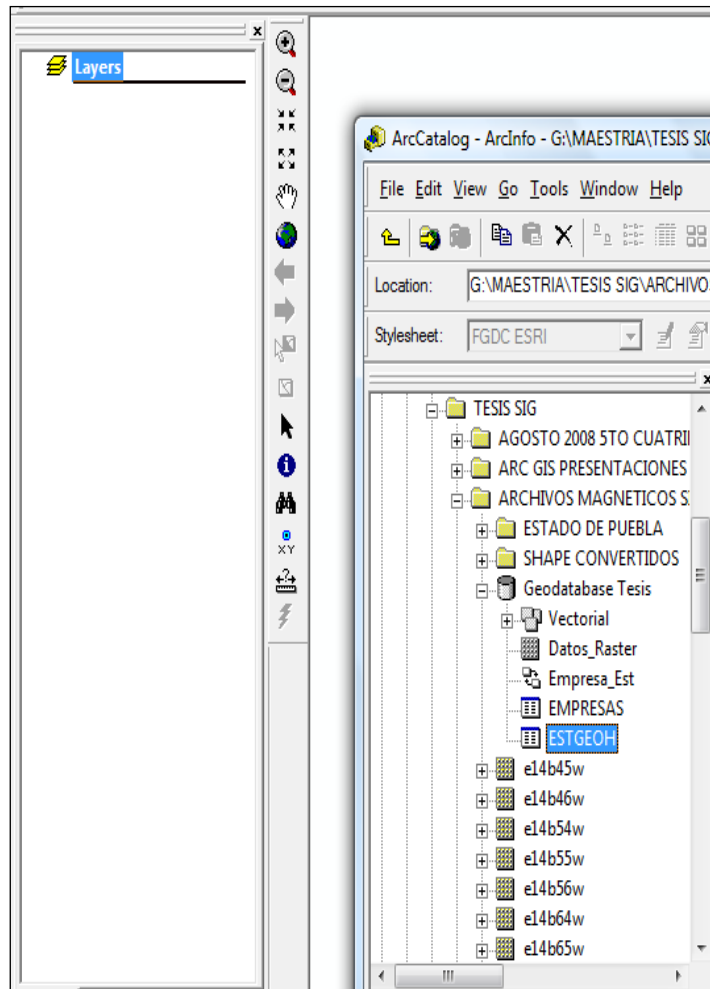 Layers
XY
ArcCatalog - ArcInfo - G:\MAESTRIA\TESIS SIG
File Edit View Go Tools Window Help
Location: G:\MAESTRIA\TESIS SIG\ARCHIVO
Stylesheet: FGDC ESRI
TESIS SIG
AGOSTO 2008 5TO CUATRI
ARC GIS PRESENTACIONES
ARCHIVOS MAGNETICOS S
ESTADO DE PUEBLA
SHAPE CONVERTIDOS
Geodatabase Tesis
Vectorial
Datos_Raster
Empresa_Est
EMPRESAS
ESTGEOH
e14b45w
e14b46w
e14b54w
e14b55w
e14b56w
e14b64w
e14b65w